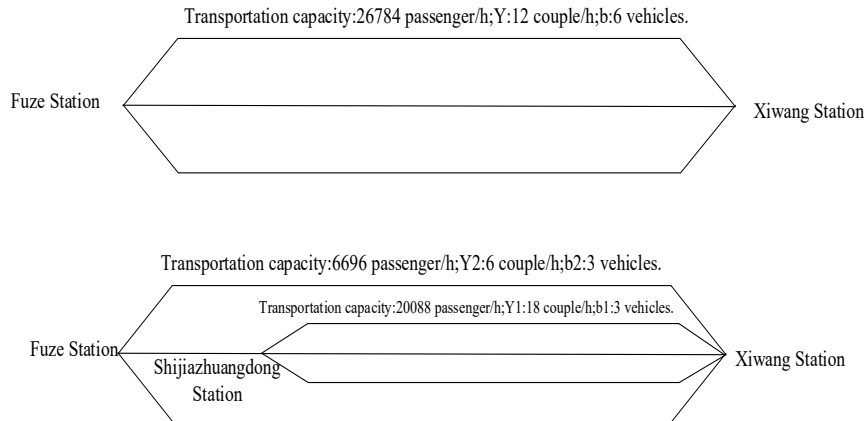 Transportation capacity:26784 passenger/h;Y:12 couple/h;b:6 vehicles.
Fuze Station
Xiwang Station
Transportation capacity:6696 passenger/h;Y2:6 couple/h;b2:3 vehicles.
Transportation capacity:20088 passenger/h;Y1:18 couple/h;b1:3 vehicles.
Fuze Station
Shijiazhuangdong
Station
Xiwang Station